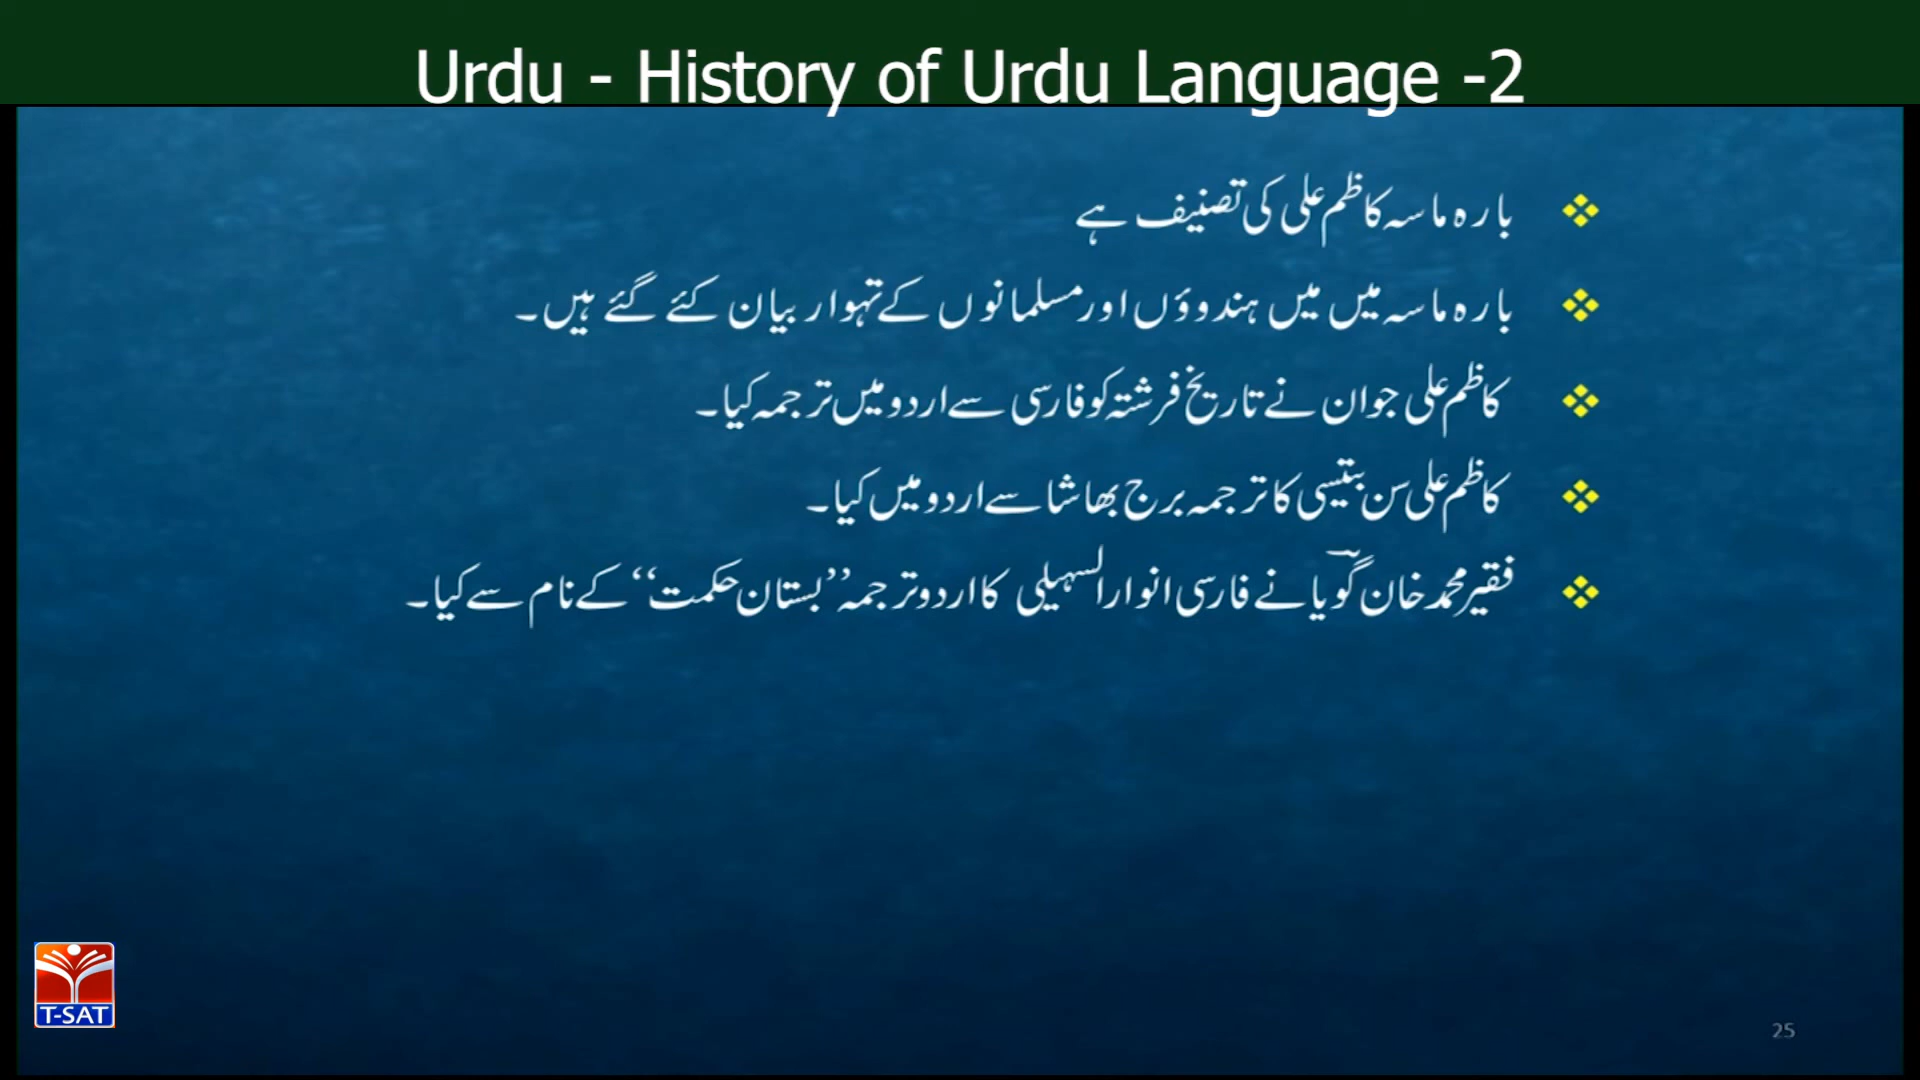 Urdu - History of Urdu Language -2
❖ بارہ ماسہ کاظم علی کی تصنیف ہے
❖ بارہ ماسہ میں میں ہندوؤں اور مسلمانوں کے تہوار بیان کئے گئے ہیں۔
❖ کاظم علی جوان نے تاریخ فرشتہ کو فارسی سے اردو میں ترجمہ کیا۔
❖ کاظم علی سن بتیسی کا ترجمہ برج بھاشا سے اردو میں کیا۔
❖ فقیر محمد خان گویا نے فارسی انوار السہیلی کا اردو ترجمہ ’’بستان حکمت‘‘ کے نام سے کیا۔
T-SAT
25